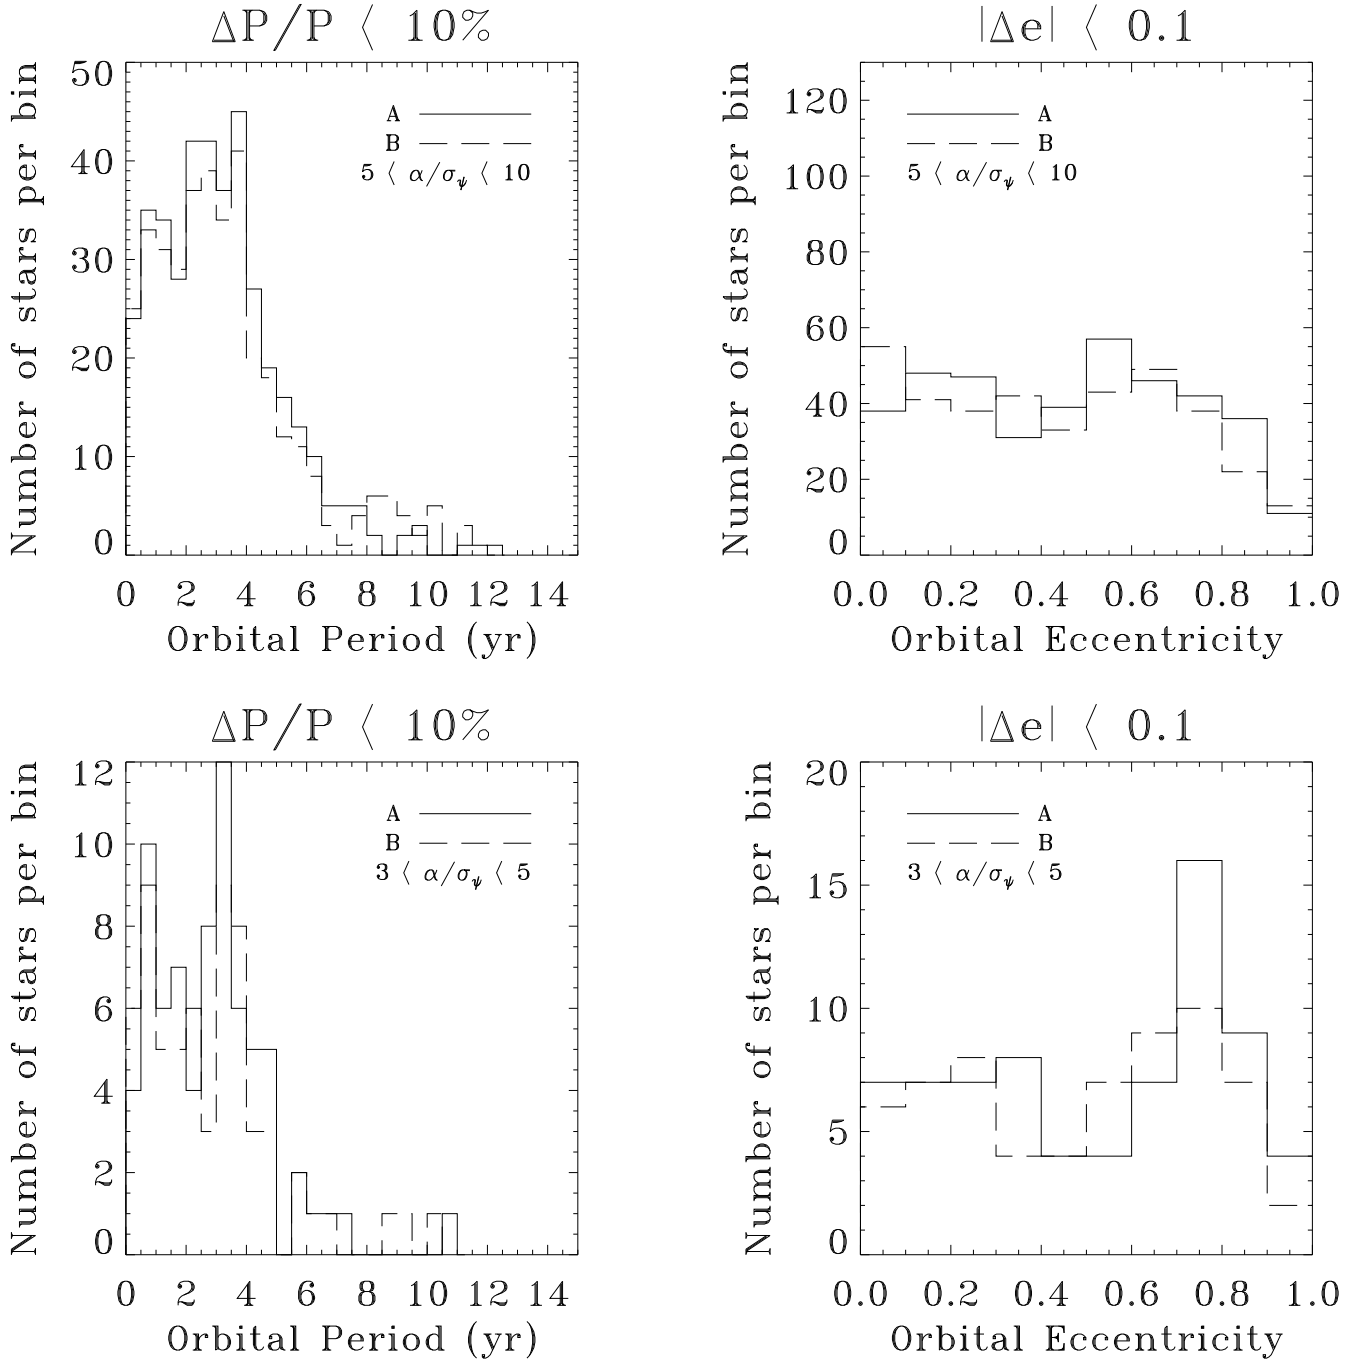 ΔP/P < 10%
50
40
30
20
10
0
Number of stars per bin
A
B
5 < α/σψ < 10
0 2 4 6 8 10 12 14
Orbital Period (yr)
|Δe| < 0.1
120
100
80
60
40
20
0
Number of stars per bin
A
B
5 < α/σψ < 10
0.0 0.2 0.4 0.6 0.8 1.0
Orbital Eccentricity
ΔP/P < 10%
12
10
8
6
4
2
0
Number of stars per bin
A
B
3 < α/σψ < 5
0 2 4 6 8 10 12 14
Orbital Period (yr)
|Δe| < 0.1
20
15
10
5
0
Number of stars per bin
A
B
3 < α/σψ < 5
0.0 0.2 0.4 0.6 0.8 1.0
Orbital Eccentricity